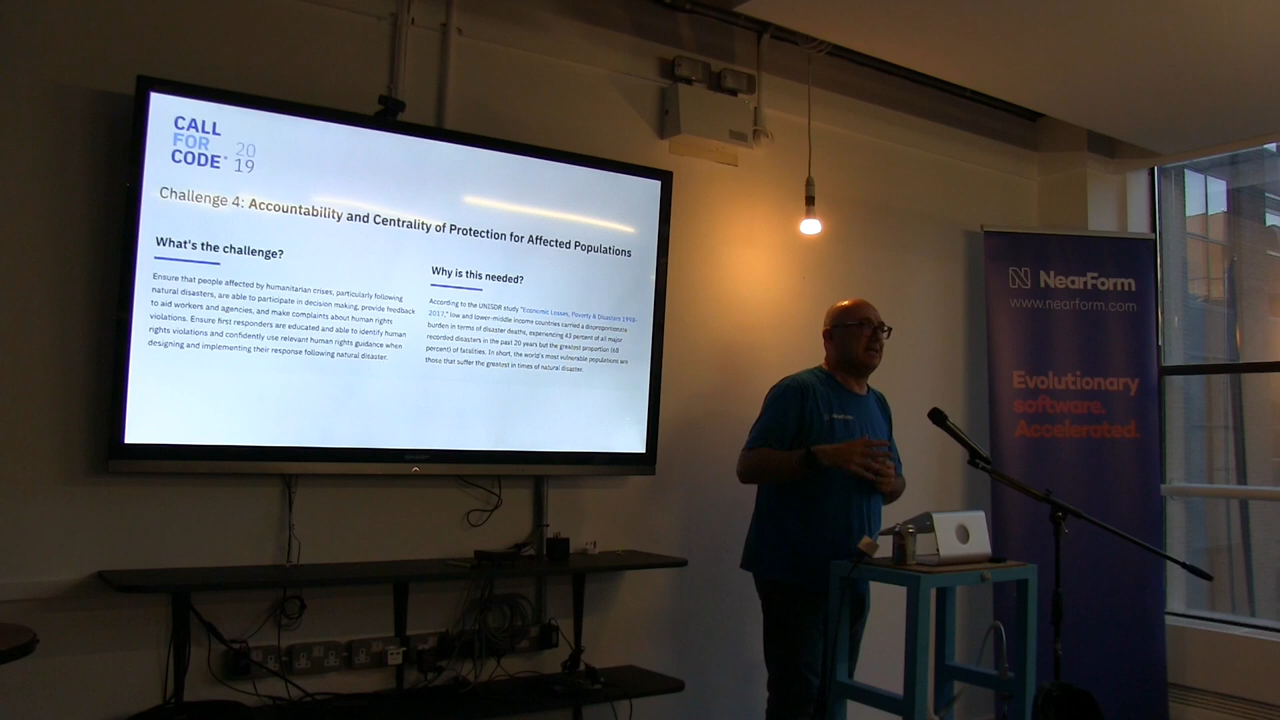 CALL
FOR
CODE 20
19
Challenge 4: Accountability and Centrality of Protection for Affected Populations
What's the challenge?
Ensure that people affected by humanitarian crises, particularly following
natural disasters, are able to participate in decision making, provide feedback
to aid workers and agencies, and make complaints about human rights
violations. Ensure first responders are educated and able to identify human
rights violations and confidently use relevant human rights guidance when
designing and implementing their response following natural disaster.
Why is this needed?
According to the UNISDR study "Economic Losses, Poverty & Disasters 1998-
2017," low and lower-middle income countries carried a disproportionate
burden in terms of disaster deaths, experiencing 43 percent of all major
recorded disasters in the past 20 years but the greatest proportion (68
percent) of fatalities. In short, the world's most vulnerable populations are
those that suffer the greatest in times of natural disaster.
NearForm
www.nearform.com
Evolutionary
software.
Accelerated.